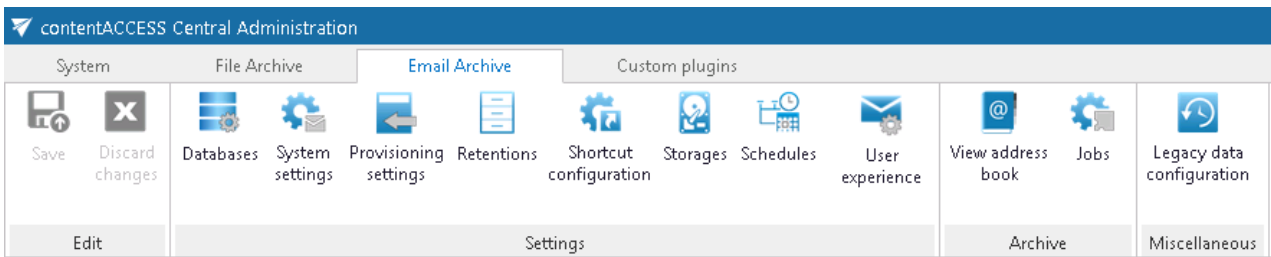 contentACCESS Central Administration
System File Archive Email Archive Custom plugins
Save Discard changes Databases System settings Provisioning settings Retentions Shortcut configuration Storages Schedules User experience View address book Jobs Legacy data configuration
Edit Settings Archive Miscellaneous